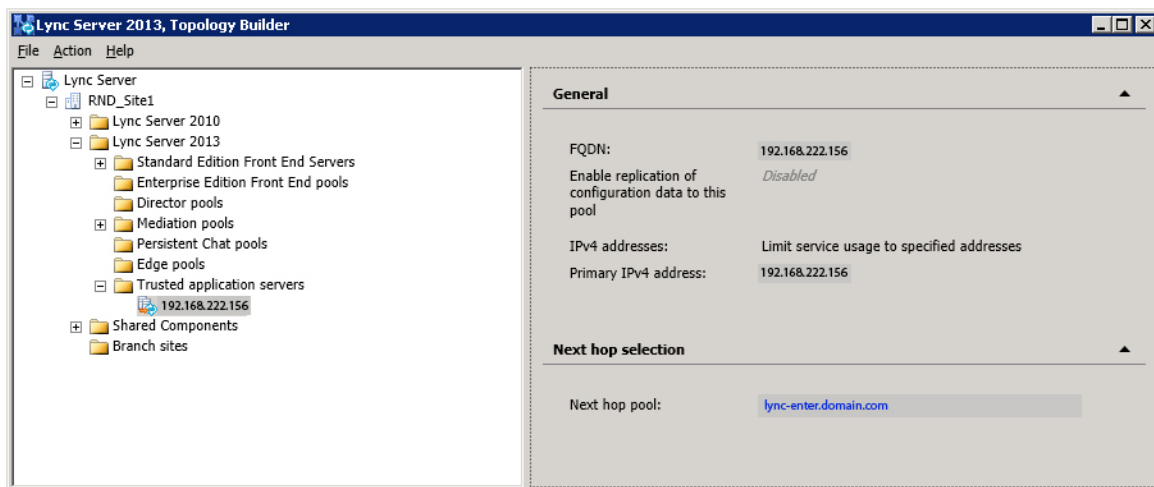 Lync Server 2013, Topology Builder
File Action Help
Lync Server
RND_Site1
Lync Server 2010
Lync Server 2013
Standard Edition Front End Servers
Enterprise Edition Front End pools
Director pools
Mediation pools
Persistent Chat pools
Edge pools
Trusted application servers
192.168.222.156
Shared Components
Branch sites
General
FQDN: 192.168.222.156
Enable replication of Disabled
configuration data to this
pool
IPv4 addresses: Limit service usage to specified addresses
Primary IPv4 address: 192.168.222.156
Next hop selection
Next hop pool: lync-enter.domain.com